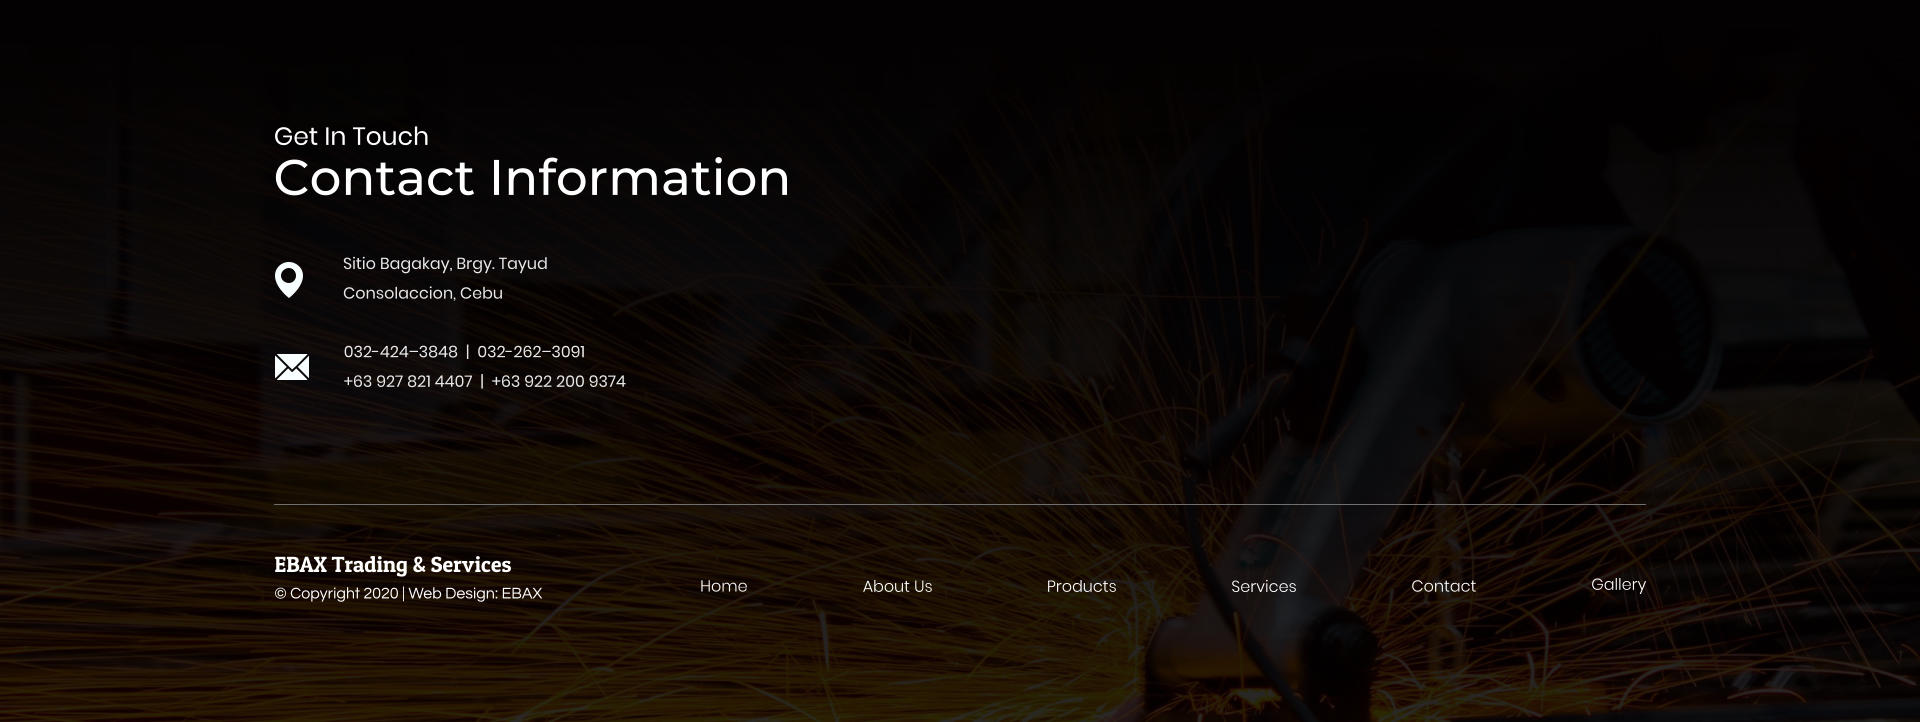 Get In Touch
Contact Information
Sitio Bagakay, Brgy. Tayud
Consolaccion, Cebu
032-424–3848 | 032-262–3091
+63 927 821 4407 | +63 922 200 9374
EBAX Trading & Services
© Copyright 2020 | Web Design: EBAX
Home About Us Products Services Contact Gallery